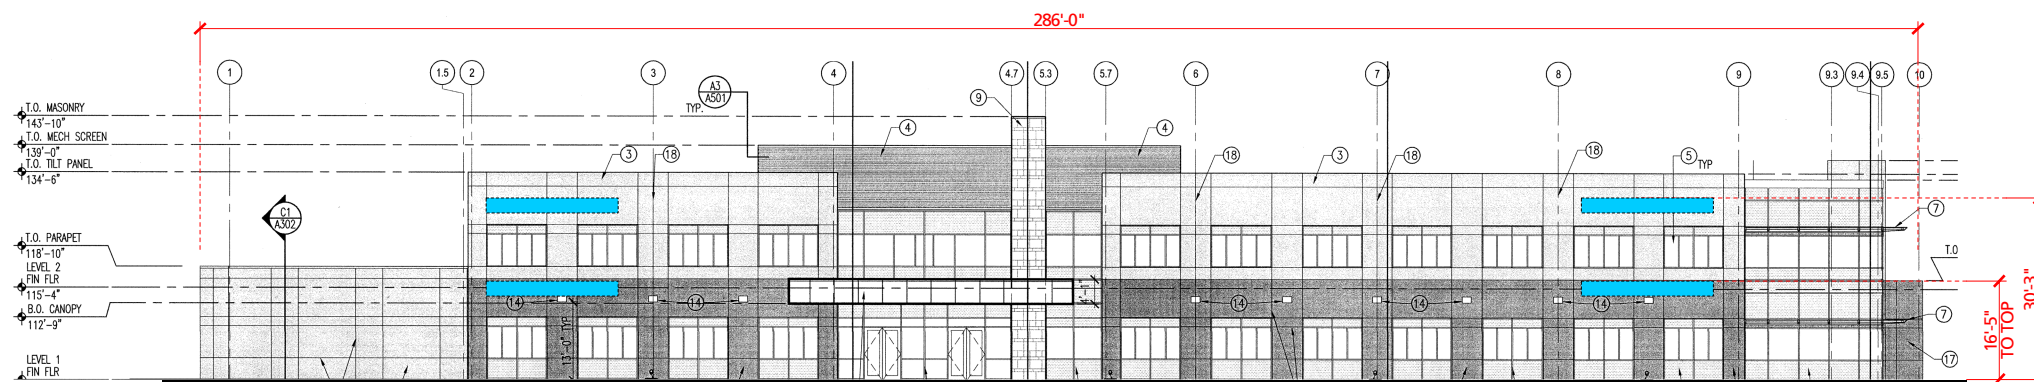 286'-0"
1 1.5 2 3 4 4.7 5.3 5.7 6 7 8 9 9.3 9.4 9.5 10
A3
A501
TYP.
9
4
4
T.O. MASONRY
143'-10"
T.O. MECH SCREEN
139'-0"
T.O. TILT PANEL
134'-6"
3
18
18
3
18
18
5 TYP
C1
A302
7
T.O. PARAPET
118'-10"
T.O
LEVEL 2
FIN FLR
115'-4"
B.O. CANOPY
112'-9"
14
14
14
14
14
4'-1"
13'-0" TYP
7
17
16'-5"
TO TOP
30'-3"
LEVEL 1
FIN FLR